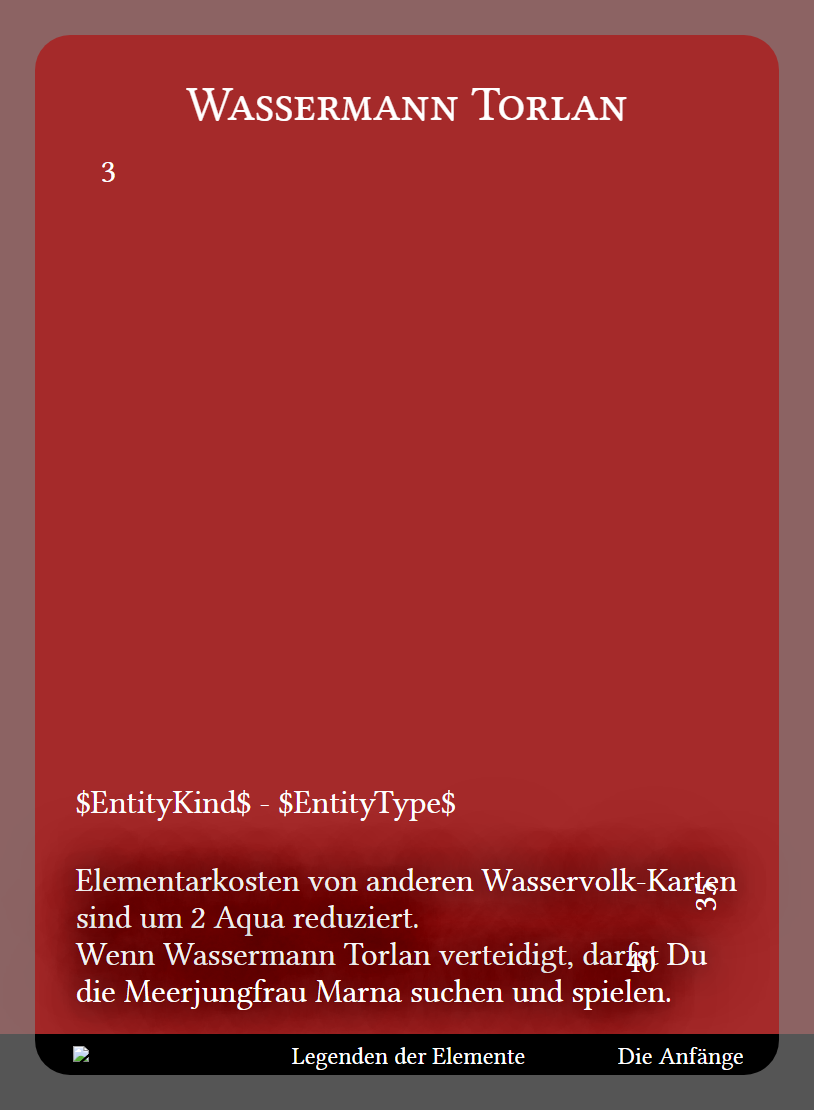 Wassermann Torlan
3
$EntityKind$ - $EntityType$
Elementarkosten von anderen Wasservolk-Karten
sind um 2 Aqua reduziert.
35
Wenn Wassermann Torlan verteidigt, darfst Du
40
die Meerjungfrau Marna suchen und spielen.
Legenden der Elemente
Die Anfänge